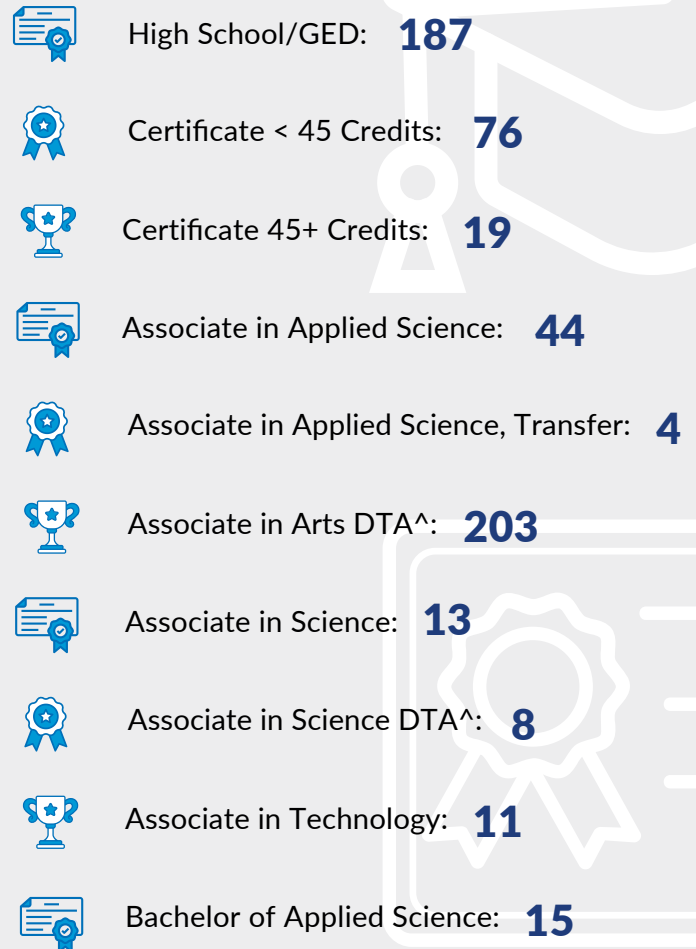 High School/GED: 187
Certificate < 45 Credits: 76
Certificate 45+ Credits: 19
Associate in Applied Science: 44
Associate in Applied Science, Transfer: 4
Associate in Arts DTA^: 203
Associate in Science: 13
Associate in Science DTA^: 8
Associate in Technology: 11
Bachelor of Applied Science: 15